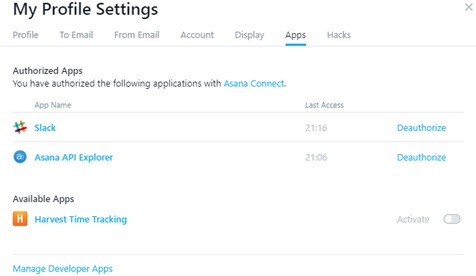 My Profile Settings
Profile To Email From Email Account Display Apps Hacks
Authorized Apps
You have authorized the following applications with Asana Connect.
App Name Last Access
Slack 21:16 Deauthorize
a: Asana API Explorer 21:06 Deauthorize
Available Apps
H Harvest Time Tracking Activate
Manage Developer Apps